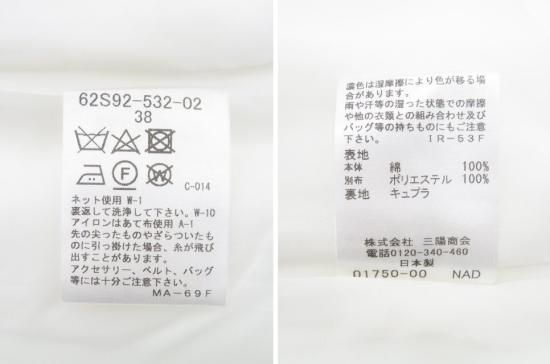 62S92-532-02
38
C-014
ネット使用 W-1
裏返して洗浄して下さい。W-10
アイロンはあて布使用 A-1
先の尖ったものやざらついたも
のに引っ掛けた場合、糸が飛び
出すことがあります。
アクセサリー、ベルト、バッグ
等には十分ご注意下さい。
MA-69F
濃色は湿摩擦により色が移る場
合があります。
雨や汗等の湿った状態での摩擦
や他の衣類との組み合わせ及び
バッグ等の持ちものにもご注意
下さい。 IR-53F
表地
本体 綿 100%
別布 ポリエステル 100%
裏地 キュプラ 100%
株式会社 三陽商会
電話0120-340-460
日本製
01750-00 NAD